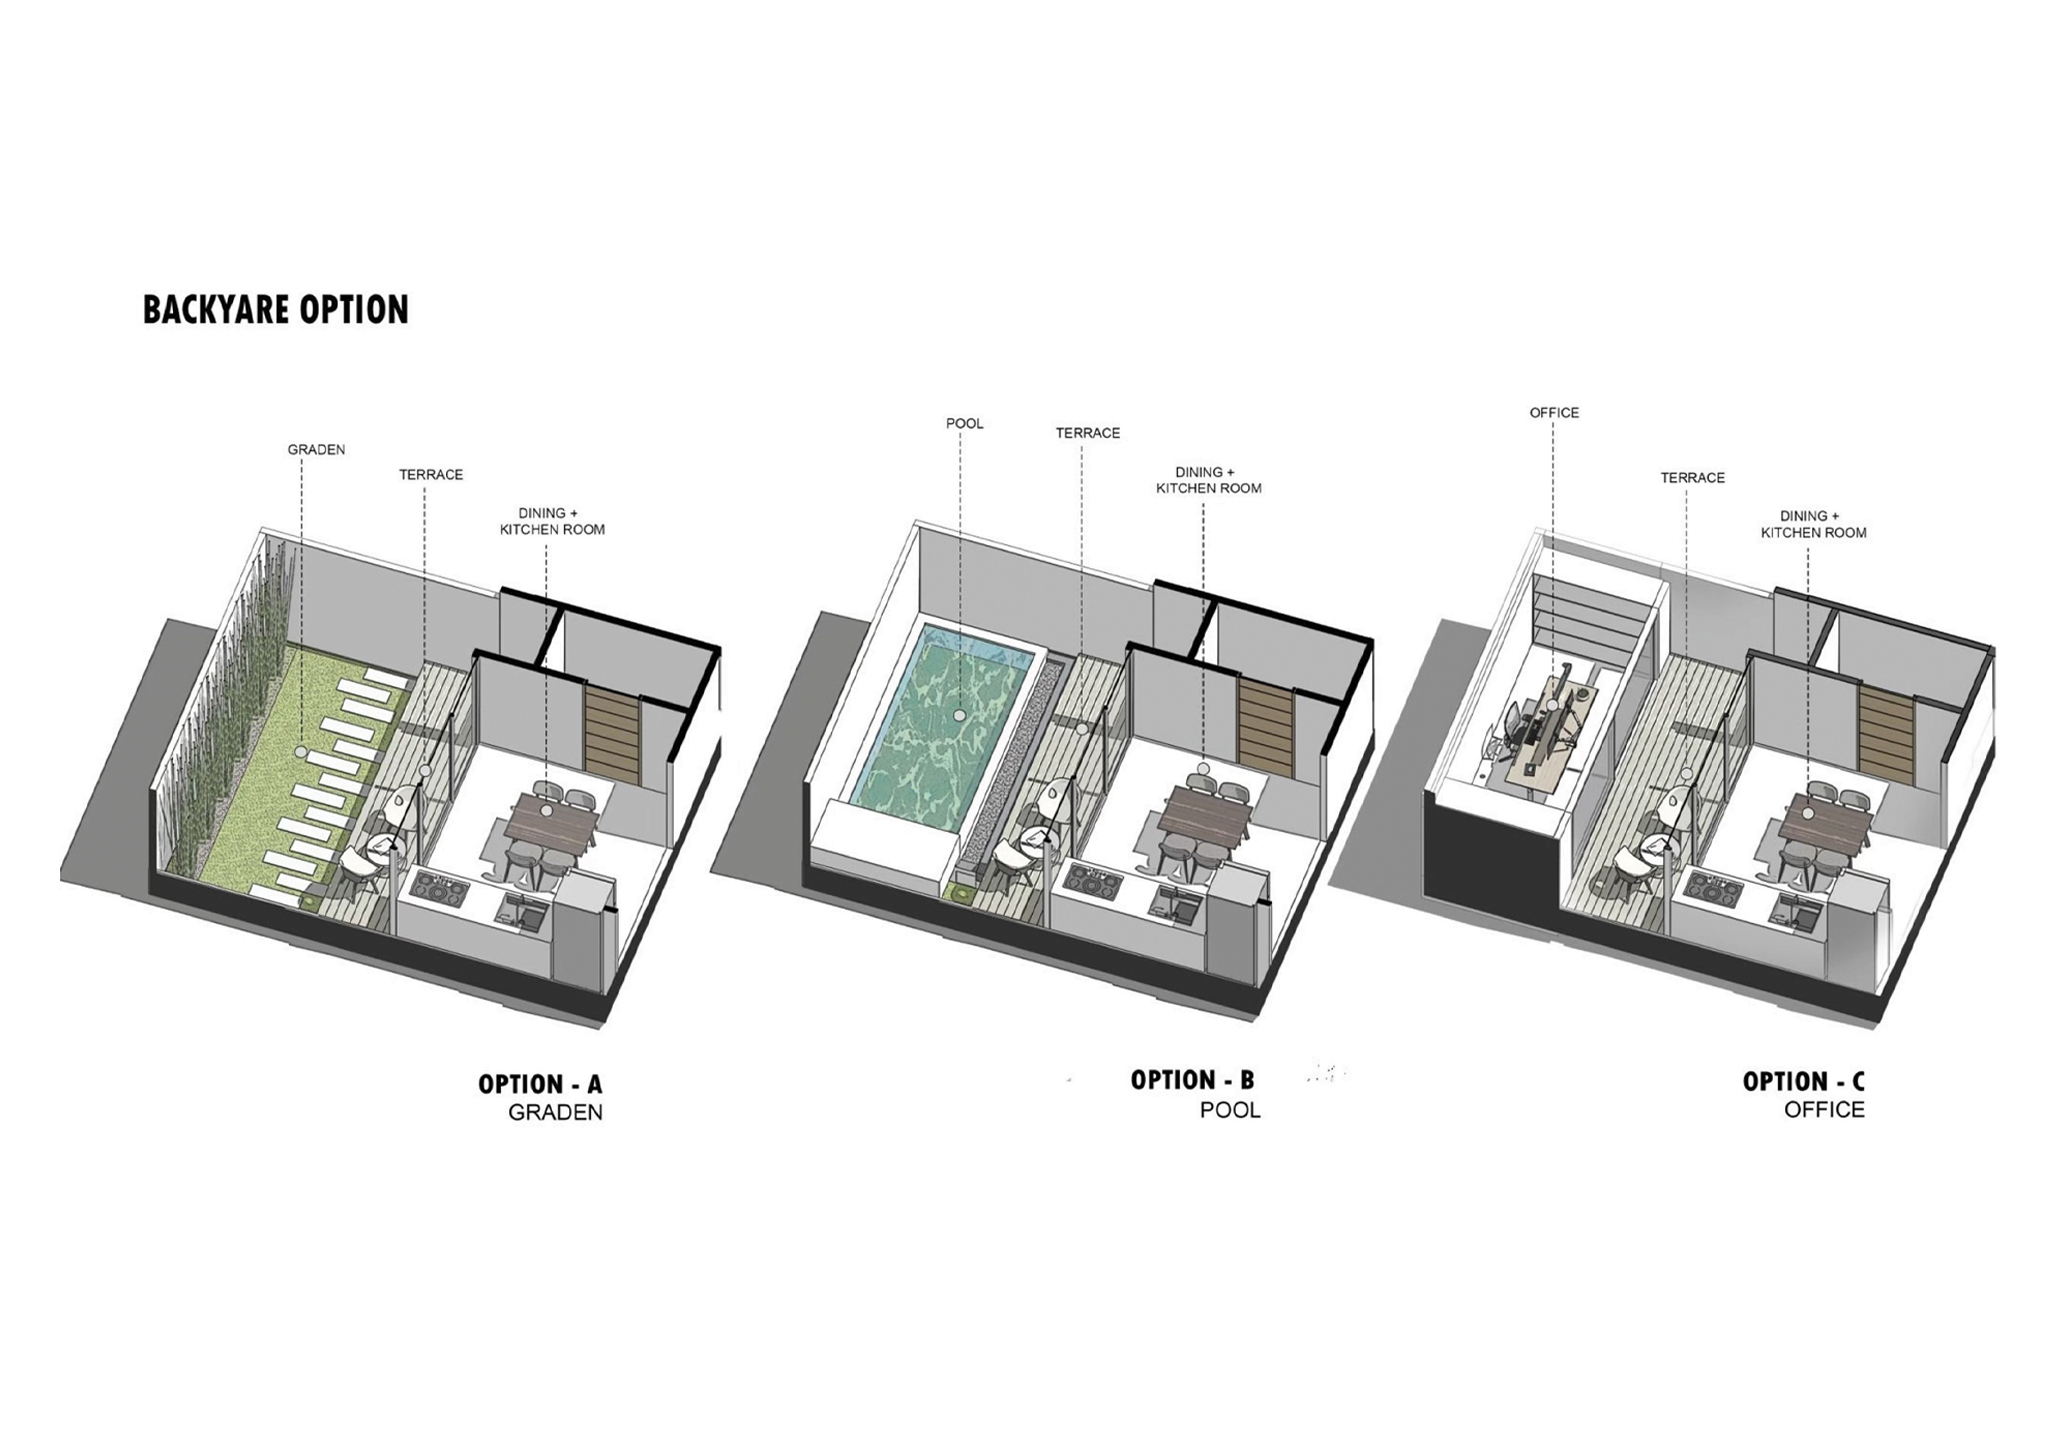 BACKYARE OPTION
GRADEN
TERRACE
DINING +
KITCHEN ROOM
OPTION - A
GRADEN
POOL
TERRACE
DINING +
KITCHEN ROOM
OPTION - B
POOL
OFFICE
TERRACE
DINING +
KITCHEN ROOM
OPTION - C
OFFICE